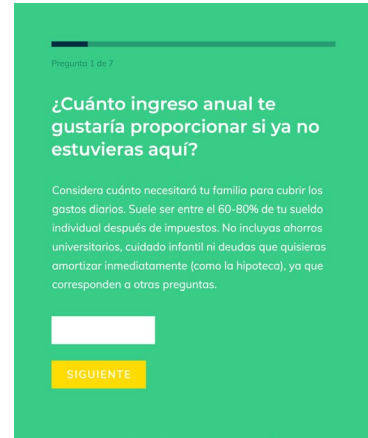 Pregunta 1 de 7
¿Cuánto ingreso anual te
gustaría proporcionar si ya no
estuvieras aquí?
Considera cuánto necesitará tu familia para cubrir los
gastos diarios. Suele ser entre el 60-80% de tu sueldo
individual después de impuestos. No incluyas ahorros
universitarios, cuidado infantil ni deudas que quisieras
amortizar inmediatamente (como la hipoteca), ya que
corresponden a otras preguntas.
SIGUIENTE